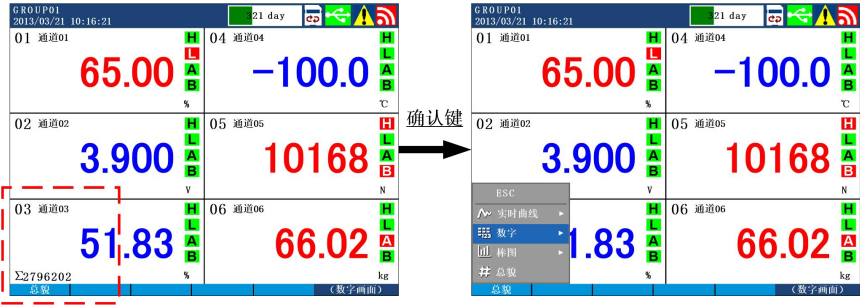 GROUP01
2013/03/21 10:16:21
321 day
01 通道01
65.00
%
H
L
A
B
04 通道04
-100.0
℃
H
L
A
B
02 通道02
3.900
V
H
L
A
B
05 通道05
10168
N
H
L
A
B
03 通道03
51.83
Σ2796202
%
H
L
A
B
06 通道06
66.02
kg
H
L
A
B
总貌
(数字画面)
确认键
GROUP01
2013/03/21 10:16:21
321 day
01 通道01
65.00
%
H
L
A
B
04 通道04
-100.0
℃
H
L
A
B
02 通道02
3.900
V
H
L
A
B
05 通道05
10168
N
H
L
A
B
ESC
实时曲线
数字
棒图
总貌
1.83
%
H
L
A
B
06 通道06
66.02
kg
H
L
A
B
总貌
(数字画面)